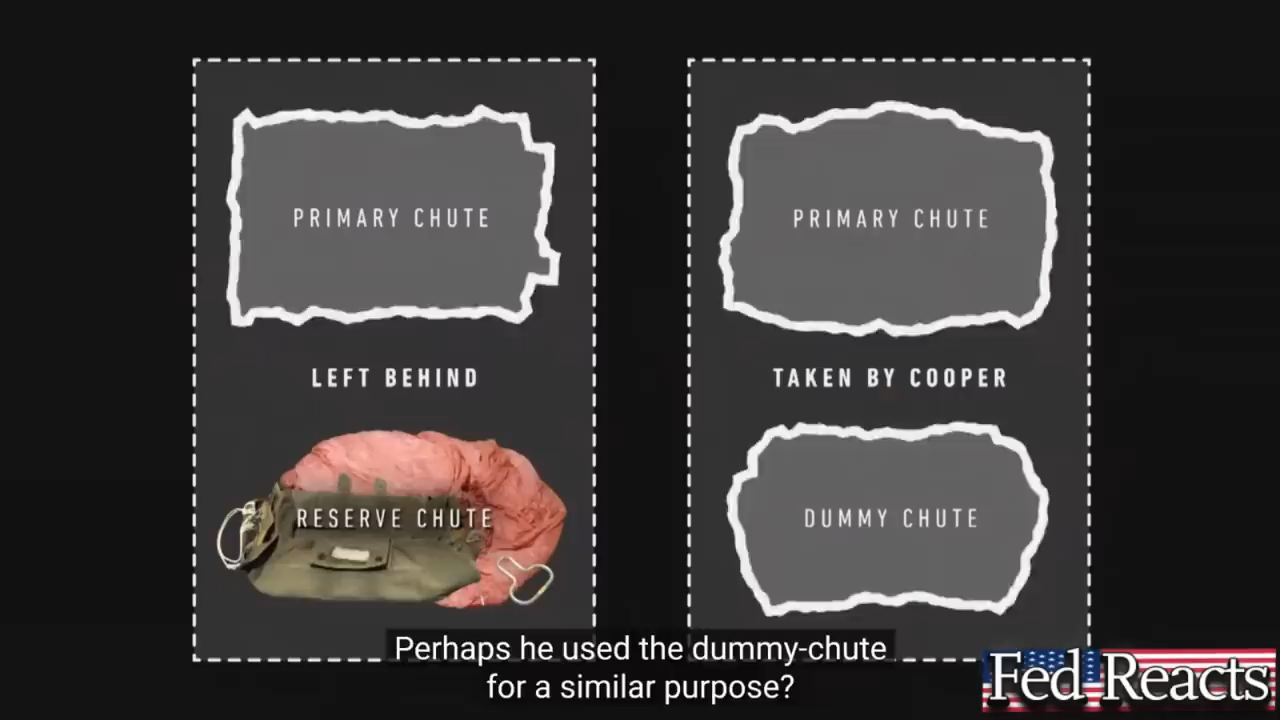 PRIMARY CHUTE
LEFT BEHIND
RESERVE CHUTE
PRIMARY CHUTE
TAKEN BY COOPER
DUMMY CHUTE
Perhaps he used the dummy-chute
for a similar purpose?
Fed Reacts